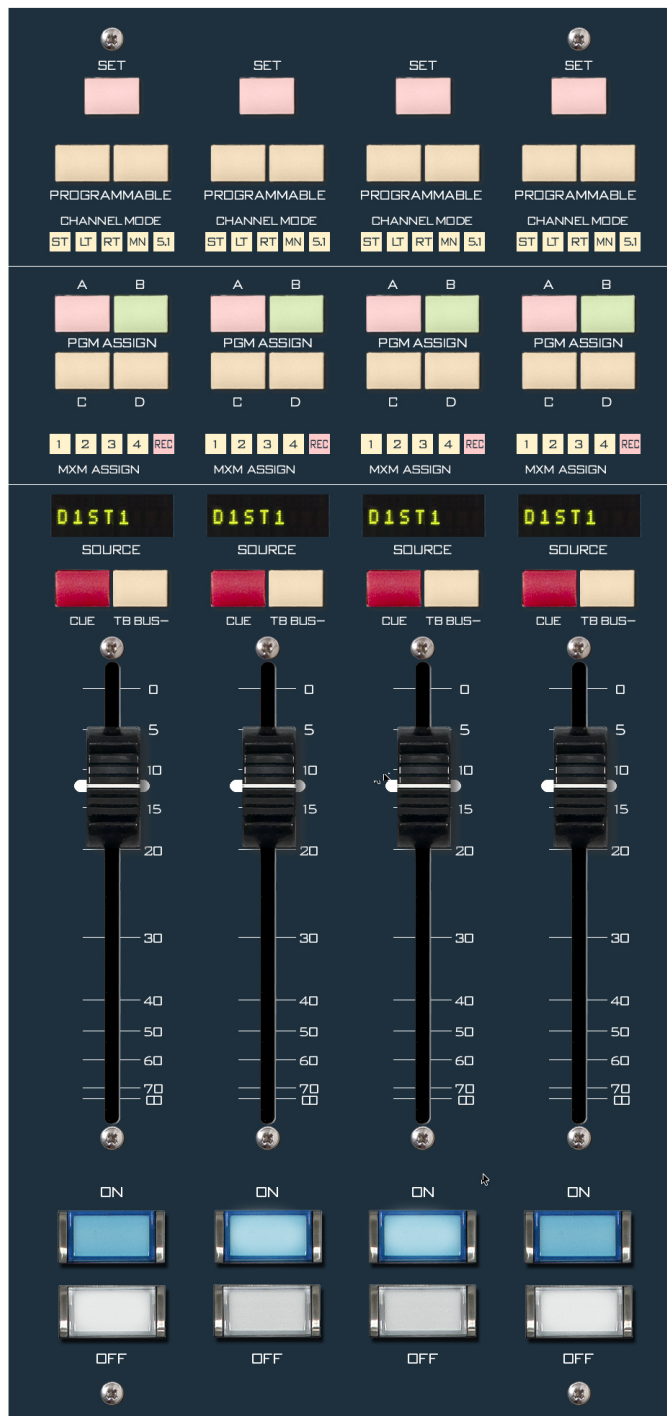 SET SET SET SET
PROGRAMMABLE PROGRAMMABLE PROGRAMMABLE PROGRAMMABLE
CHANNEL MODE CHANNEL MODE CHANNEL MODE CHANNEL MODE
ST LT RT MN 5.1 ST LT RT MN 5.1 ST LT RT MN 5.1 ST LT RT MN 5.1
A B A B A B A B
PGM ASSIGN PGM ASSIGN PGM ASSIGN PGM ASSIGN
C D C D C D C D
1 2 3 4 REC 1 2 3 4 REC 1 2 3 4 REC 1 2 3 4 REC
MXM ASSIGN MXM ASSIGN MXM ASSIGN MXM ASSIGN
D1ST1 D1ST1 D1ST1 D1ST1
SOURCE SOURCE SOURCE SOURCE
CUE TB BUS– CUE TB BUS– CUE TB BUS– CUE TB BUS–
0 0 0 0
5 5 5 5
10 10 10 10
15 15 15 15
20 20 20 20
30 30 30 30
40 40 40 40
50 50 50 50
60 60 60 60
70 70 70 70
∞ ∞ ∞ ∞
ON ON ON ON
OFF OFF OFF OFF